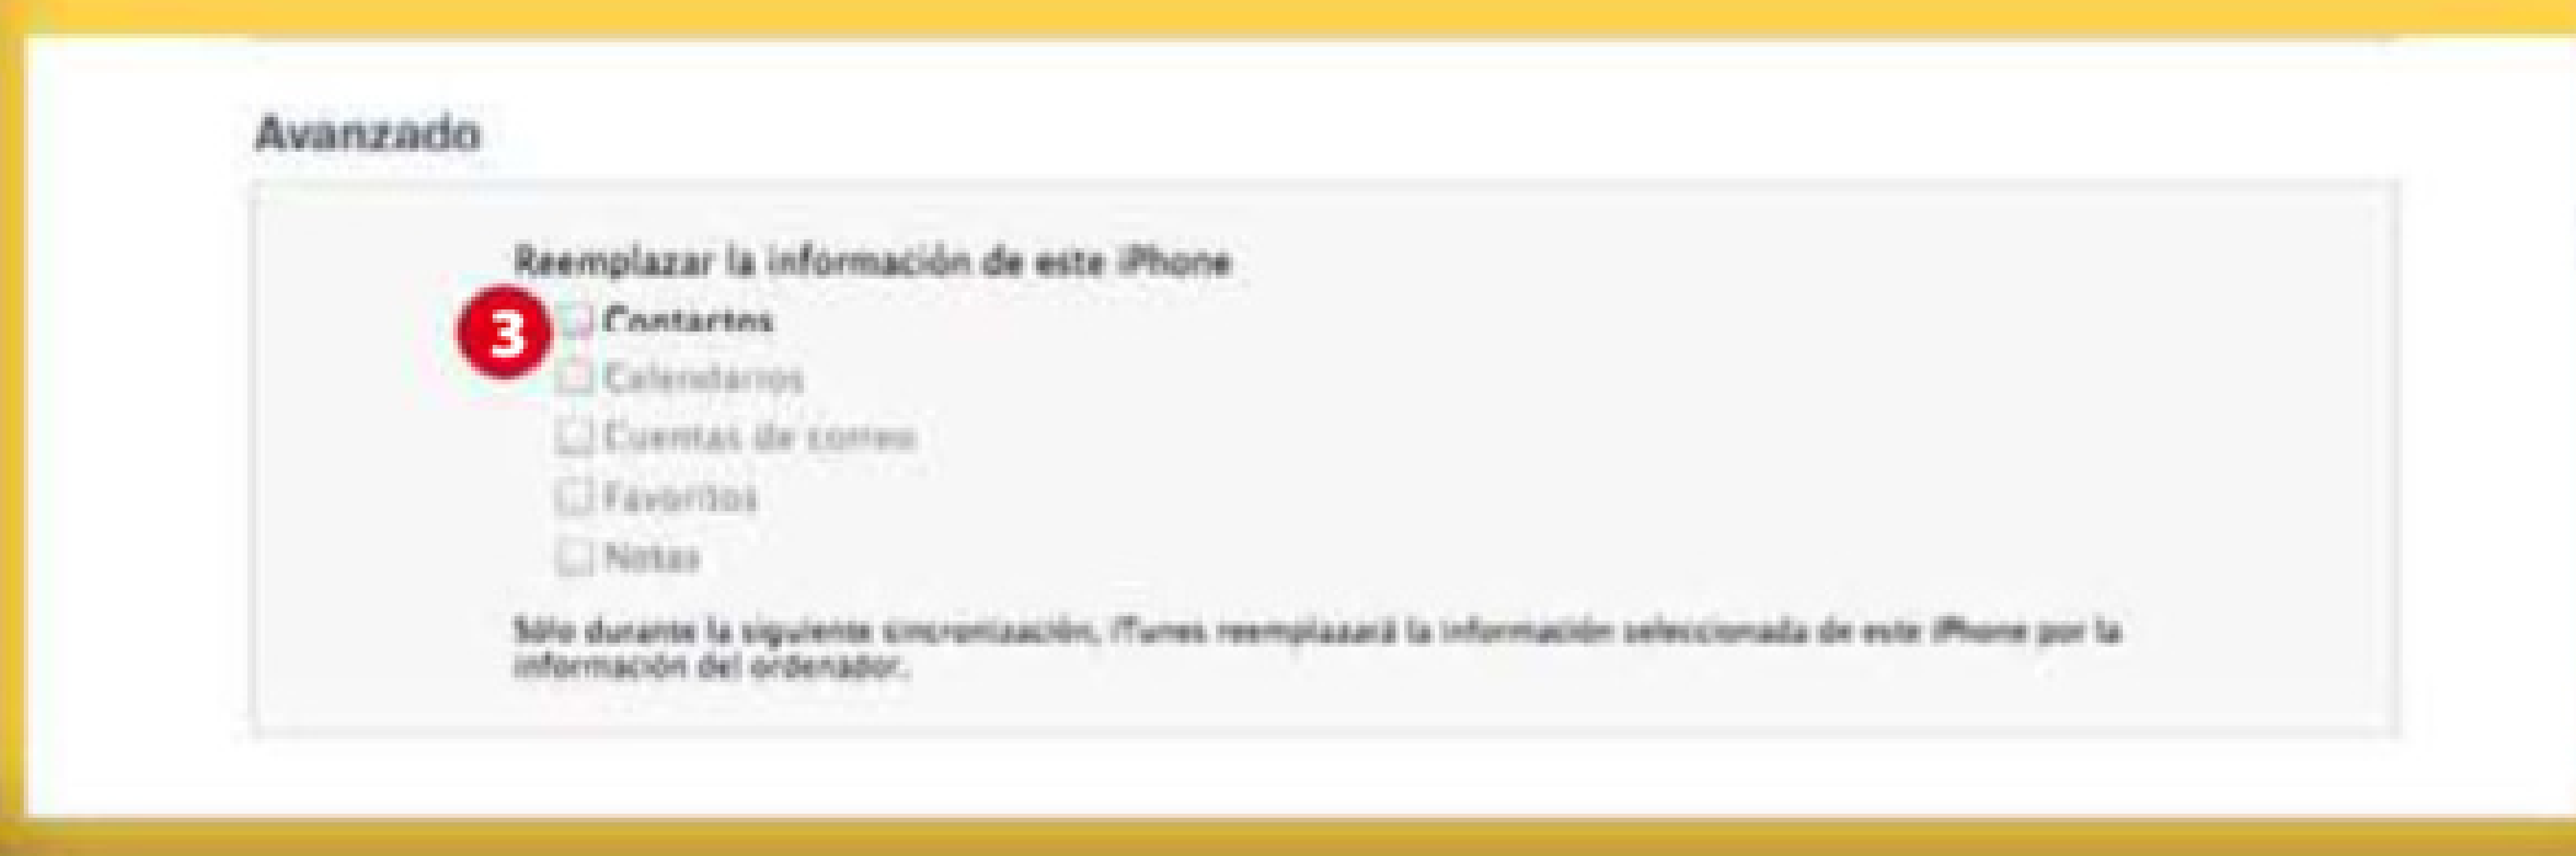 Avanzado
Reemplazar la información de este iPhone
3 Contactos
Calendarios
Cuentas de correo
Favoritos
Notas
Sólo durante la siguiente sincronización, iTunes reemplazará la información seleccionada de este iPhone por la
información del ordenador.